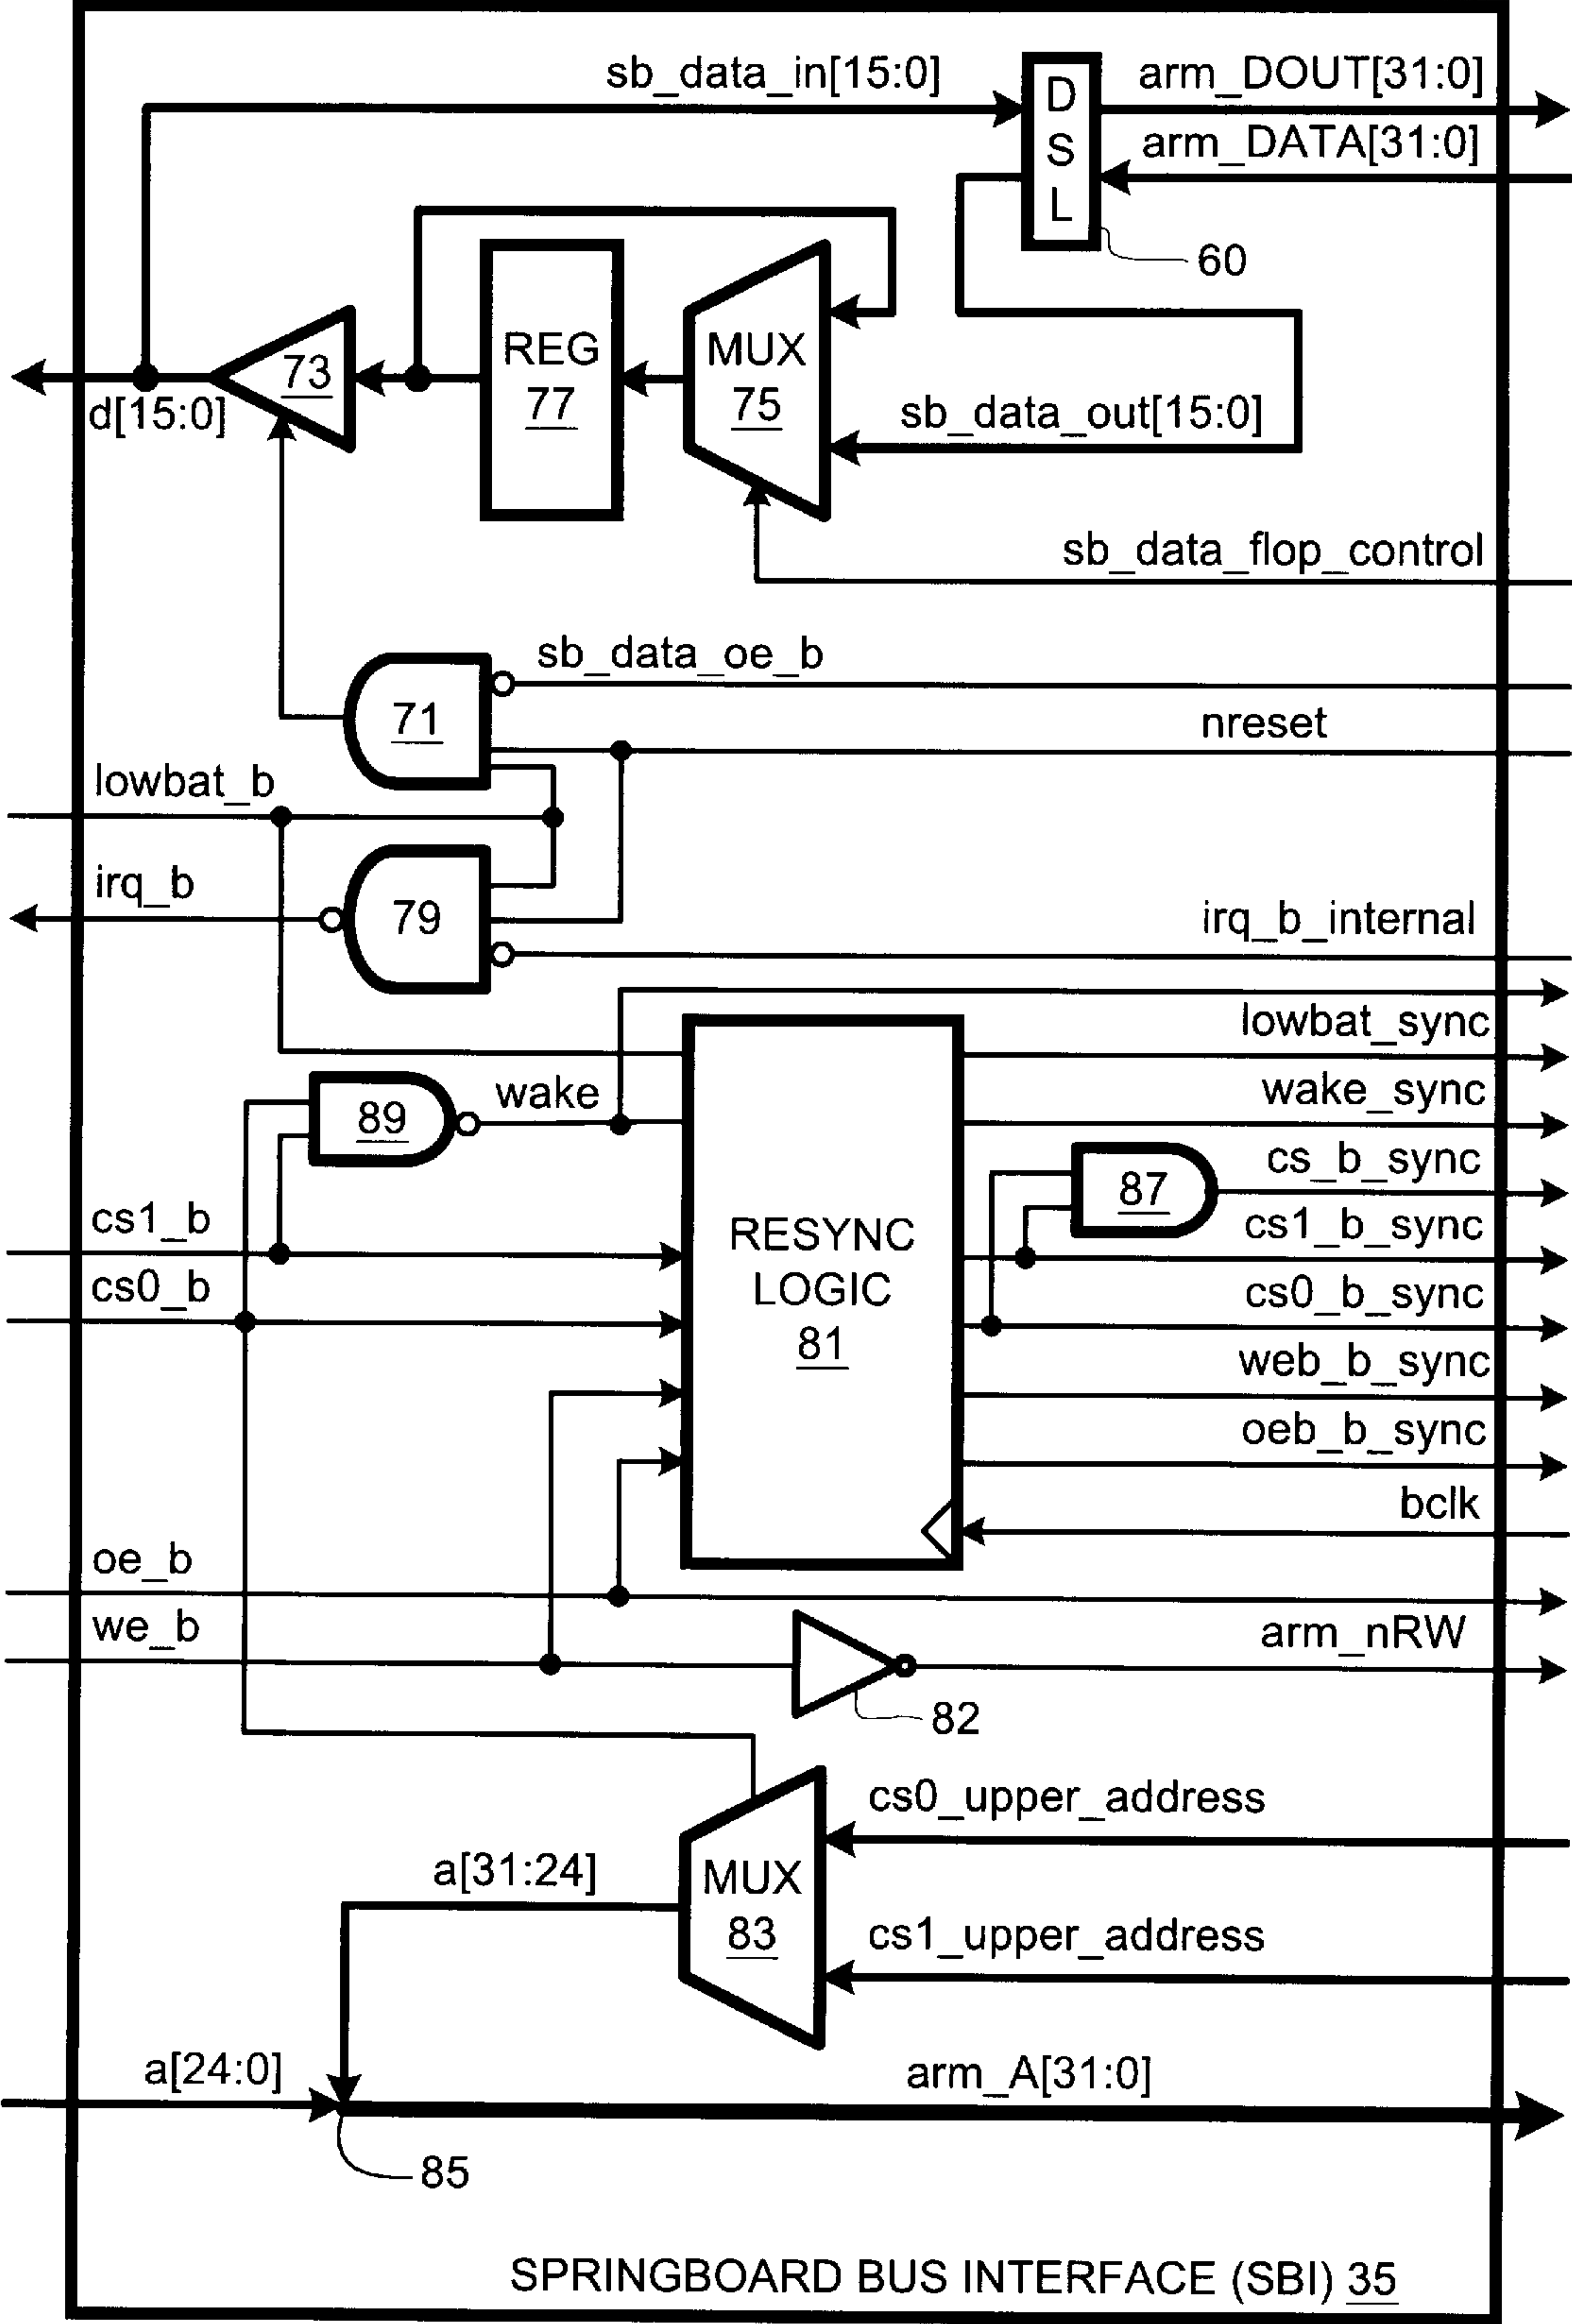 sb_data_in[15:0]
arm_DOUT[31:0]
arm_DATA[31:0]
D
S
L
60
REG
77
MUX
75
73
d[15:0]
sb_data_out[15:0]
sb_data_flop_control
sb_data_oe_b
71
nreset
lowbat_b
irq_b
79
irq_b_internal
lowbat_sync
wake
wake_sync
89
cs_b_sync
87
cs1_b
cs1_b_sync
RESYNC
LOGIC
81
cs0_b
cs0_b_sync
web_b_sync
oeb_b_sync
bclk
oe_b
we_b
arm_nRW
82
cs0_upper_address
a[31:24]
MUX
83
cs1_upper_address
a[24:0]
arm_A[31:0]
85
SPRINGBOARD BUS INTERFACE (SBI) 35